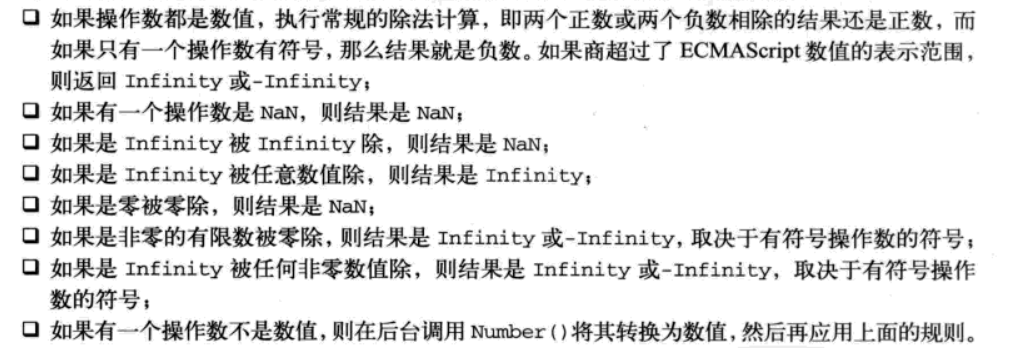 ❑ 如果操作数都是数值，执行常规的除法计算，即两个正数或两个负数相除的结果还是正数，而
如果只有一个操作数有符号，那么结果就是负数。如果商超过了 ECMAScript 数值的表示范围，
则返回 Infinity 或-Infinity；
❑ 如果有一个操作数是 NaN，则结果是 NaN；
❑ 如果是 Infinity 被 Infinity 除，则结果是 NaN；
❑ 如果是 Infinity 被任意数值除，则结果是 Infinity；
❑ 如果是零被零除，则结果是 NaN；
❑ 如果是非零的有限数被零除，则结果是 Infinity 或-Infinity，取决于有符号操作数的符号；
❑ 如果是 Infinity 被任何非零数值除，则结果是 Infinity 或-Infinity，取决于有符号操作
数的符号；
❑ 如果有一个操作数不是数值，则在后台调用 Number()将其转换为数值，然后再应用上面的规则。